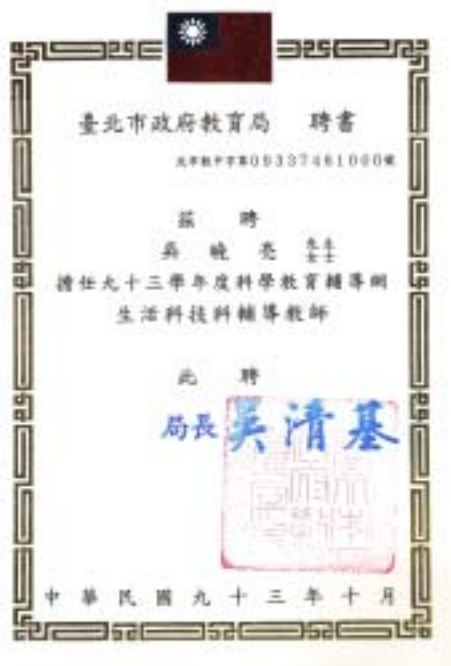 臺北市政府教育局 聘書
北市教中字第09337461000號
茲聘
吳曉亮 先生 女士
擔任九十三學年度科學教育輔導網
生活科技科輔導教師
此聘
局長 吳清基
中華民國九十三年十月